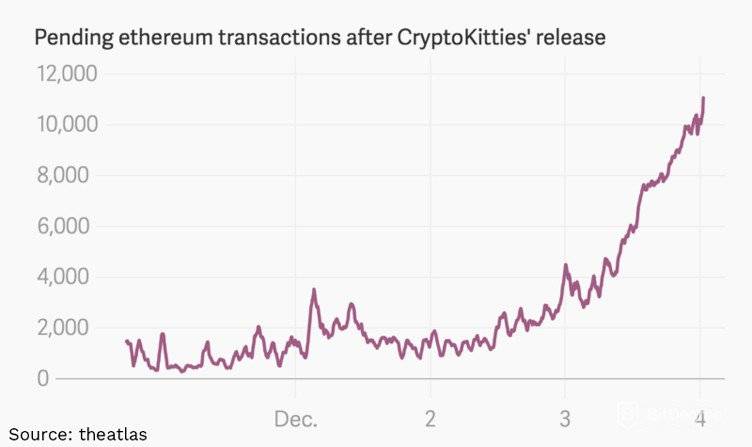 Pending ethereum transactions after CryptoKitties' release
12,000
10,000
8,000
6,000
4,000
2,000
0
Dec. 2 3 4
Source: theatlas